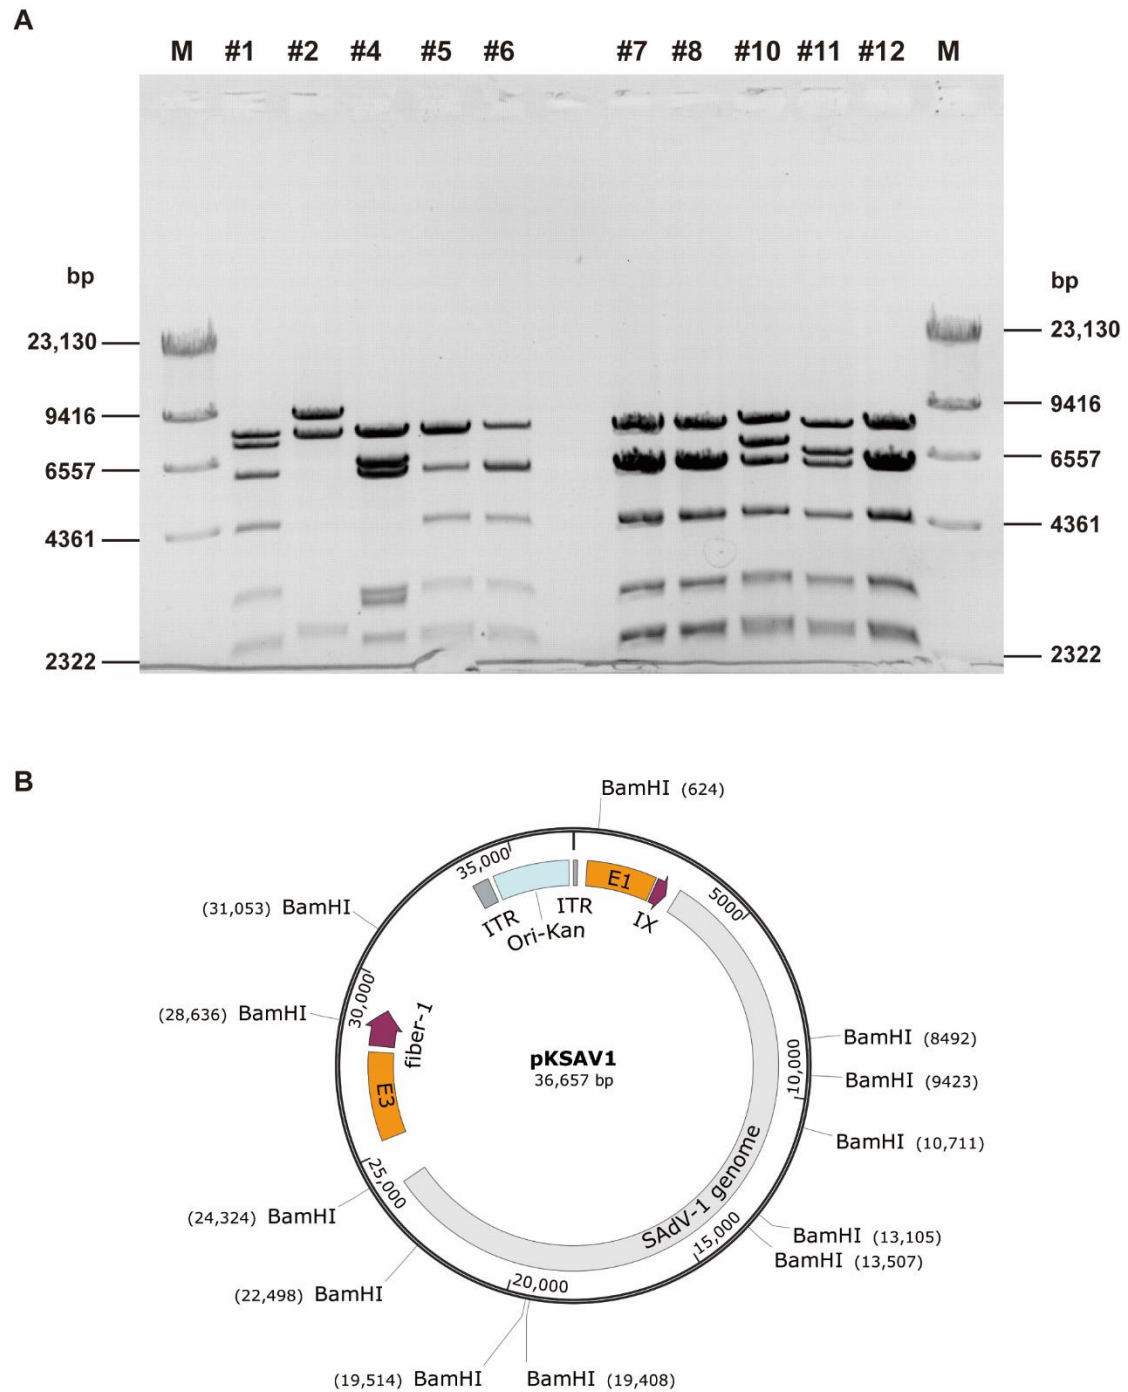 A
M #1 #2 #4 #5 #6 #7 #8 #10 #11 #12 M
bp bp
23,130 23,130
9416 9416
6557 6557
4361 4361
2322 2322
B
BamHI (624)
35,000
ITR
Ori-Kan
ITR
E1
IX
5000
(31,053) BamHI
30,000
(28,636) BamHI
fiber-1
E3
pKSAV1
36,657 bp
BamHI (8492)
10,000
BamHI (9423)
BamHI (10,711)
25,000
SAdV-1 genome
(24,324) BamHI
15,000
BamHI (13,105)
BamHI (13,507)
20,000
(22,498) BamHI
(19,514) BamHI
BamHI (19,408)